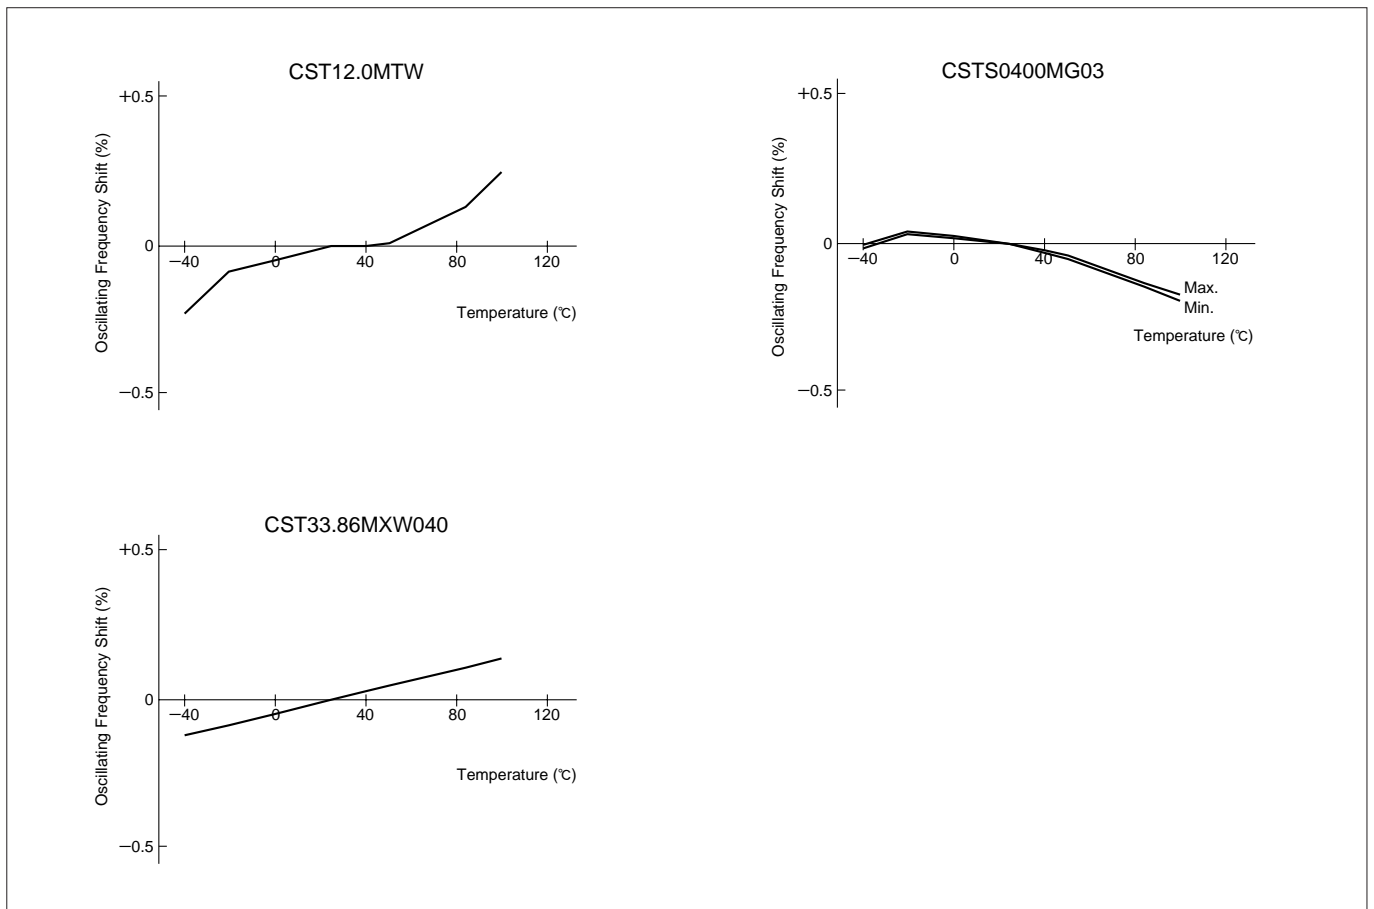 CST12.0MTW
+0.5
Oscillating Frequency Shift (%)
0
−40 0 40 80 120
Temperature (℃)
−0.5
CSTS0400MG03
+0.5
Oscillating Frequency Shift (%)
0
−40 0 40 80 120
Max.
Min.
Temperature (℃)
−0.5
CST33.86MXW040
+0.5
Oscillating Frequency Shift (%)
0
−40 0 40 80 120
Temperature (℃)
−0.5